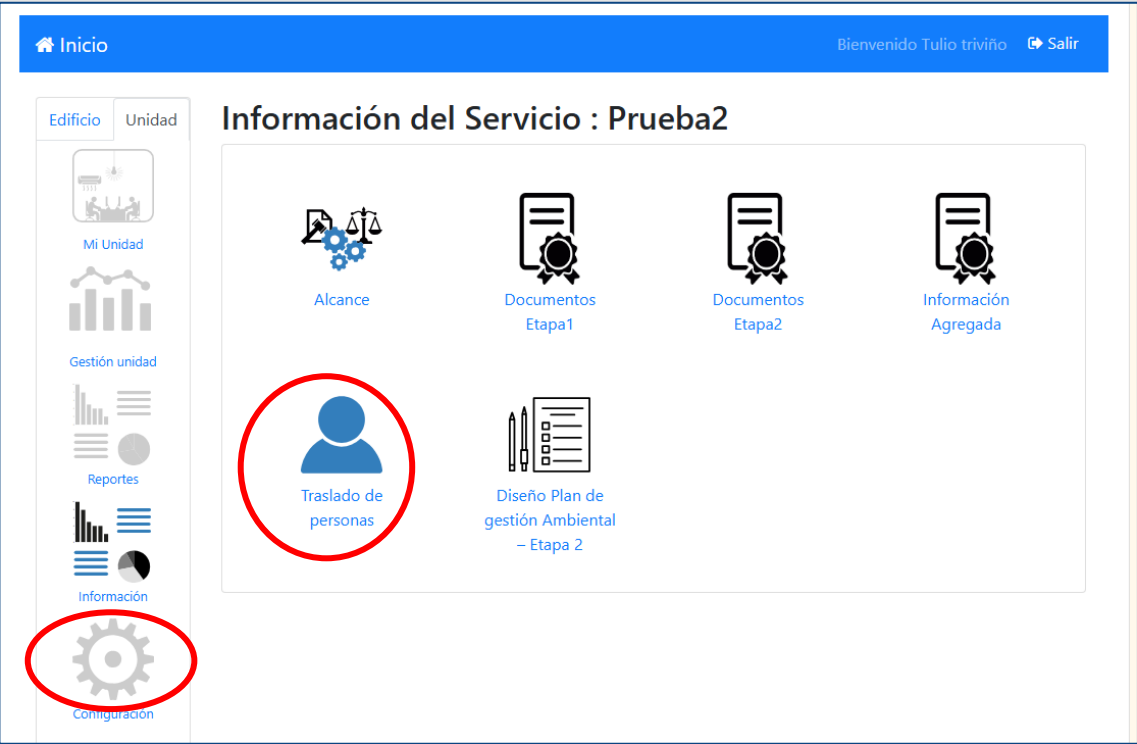 Inicio
Bienvenido Tulio triviño Salir
Edificio Unidad
Información del Servicio : Prueba2
Mi Unidad
Gestión unidad
Reportes
Información
Configuración
Alcance
Documentos
Etapa1
Documentos
Etapa2
Información
Agregada
Traslado de
personas
Diseño Plan de
gestión Ambiental
– Etapa 2